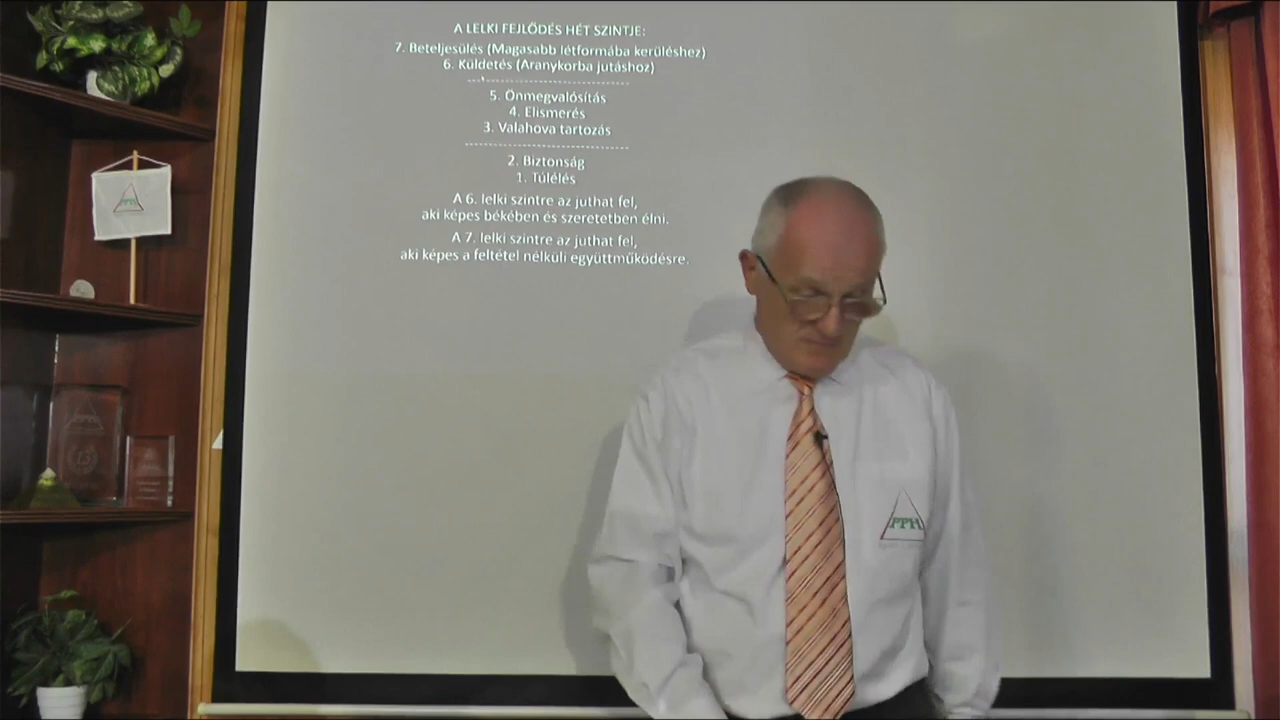 A LELKI FEJLŐDÉS HÉT SZINTJE:
7. Beteljesülés (Magasabb létformába kerüléshez)
6. Küldetés (Aranykorba jutáshoz)
5. Önmegvalósítás
4. Elismerés
3. Valahova tartozás
2. Biztonság
1. Túlélés
A 6. lelki szintre az juthat fel,
aki képes békében és szeretetben élni.
A 7. lelki szintre az juthat fel,
aki képes a feltétel nélküli együttműködésre.
13